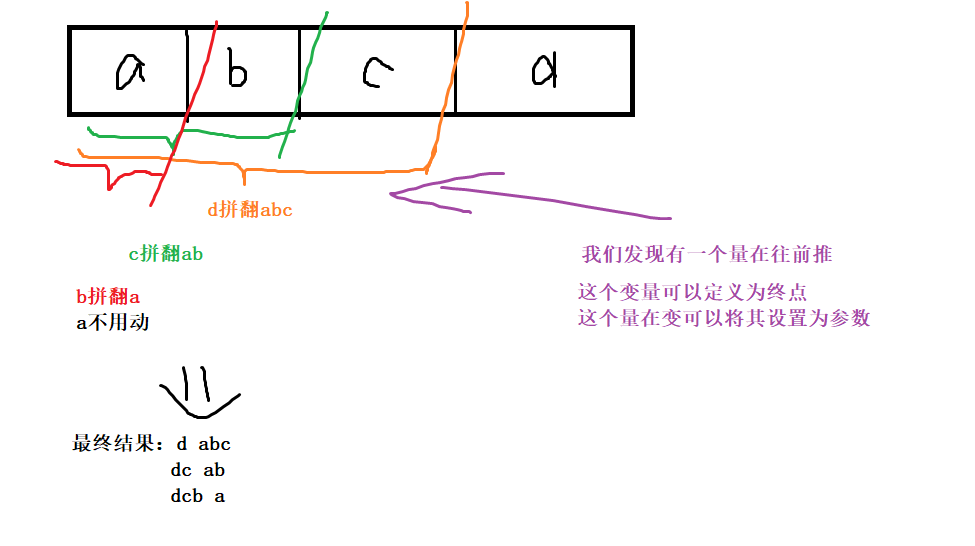 a b c d
d拼翻abc
c拼翻ab
b拼翻a
a不用动
我们发现有一个量在往前推
这个变量可以定义为终点
这个量在变可以将其设置为参数
最终结果：d abc
dc ab
dcb a